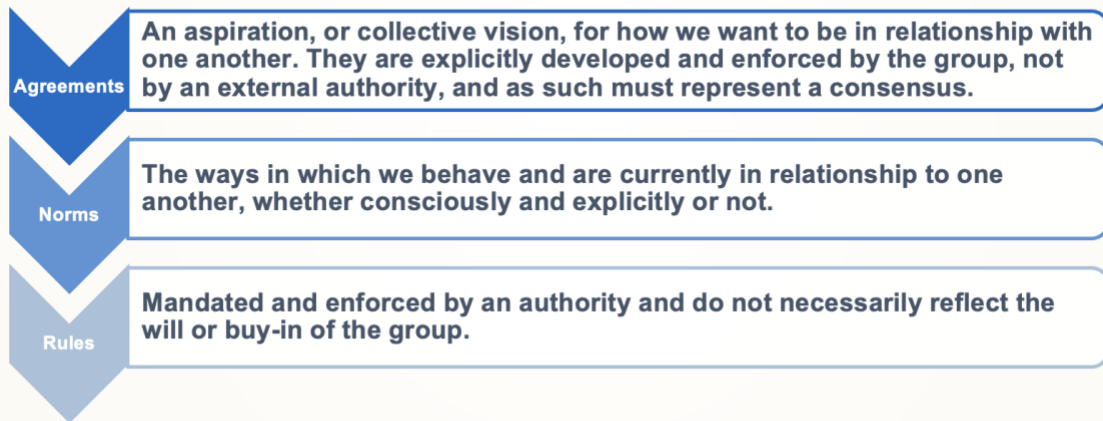 An aspiration, or collective vision, for how we want to be in relationship with
one another. They are explicitly developed and enforced by the group, not
Agreements
by an external authority, and as such must represent a consensus.
The ways in which we behave and are currently in relationship to one
another, whether consciously and explicitly or not.
Norms
Mandated and enforced by an authority and do not necessarily reflect the
will or buy-in of the group.
Rules